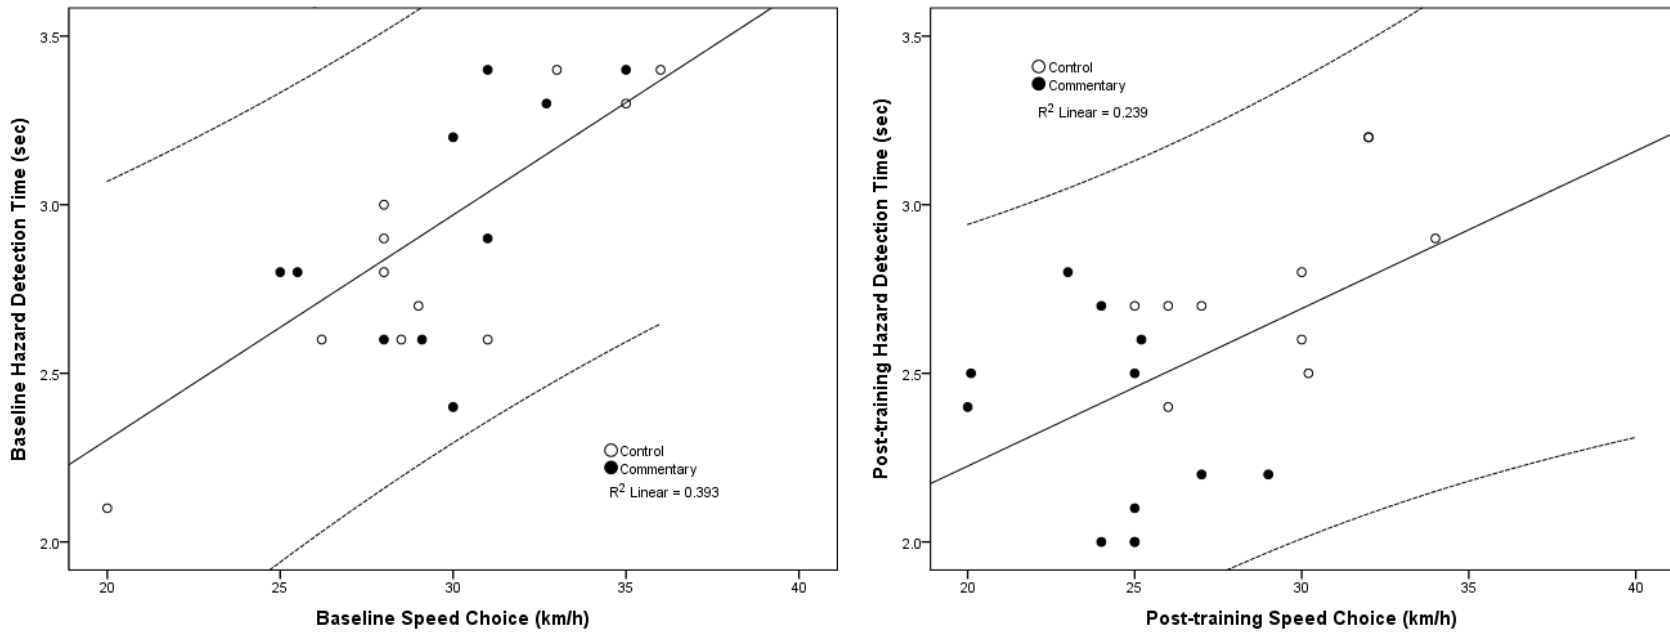 3.5
3.0
2.5
2.0
Baseline Hazard Detection Time (sec)
Control
Commentary
R² Linear = 0.393
20 25 30 35 40
Baseline Speed Choice (km/h)
3.5
3.0
2.5
2.0
Post-training Hazard Detection Time (sec)
Control
Commentary
R² Linear = 0.239
20 25 30 35 40
Post-training Speed Choice (km/h)